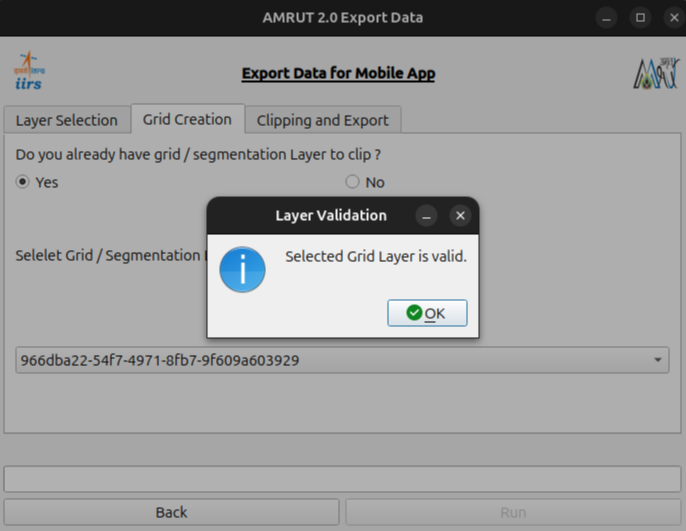 AMRUT 2.0 Export Data
iirs
Export Data for Mobile App
Layer Selection
Grid Creation
Clipping and Export
Do you already have grid / segmentation Layer to clip ?
Yes
No
Layer Validation
Selected Grid Layer is valid.
Selelet Grid / Segmentation
OK
966dba22-54f7-4971-8fb7-9f609a603929
Back
Run